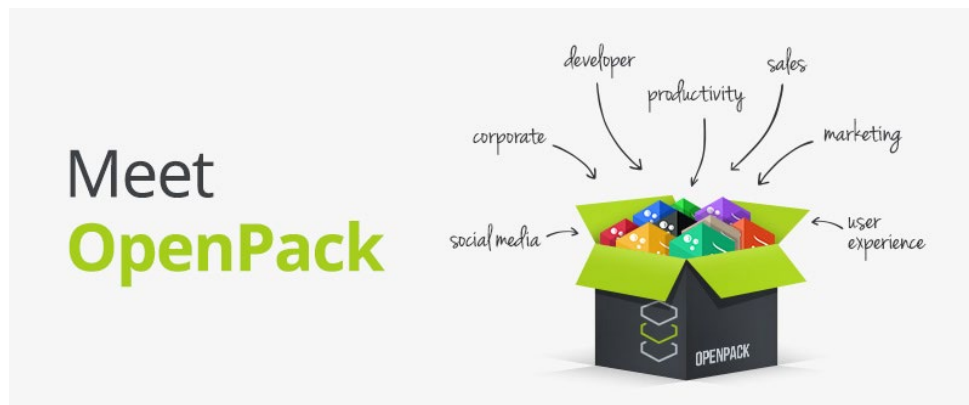 Meet
OpenPack
developer
sales
productivity
corporate
marketing
social media
user
experience
OPENPACK